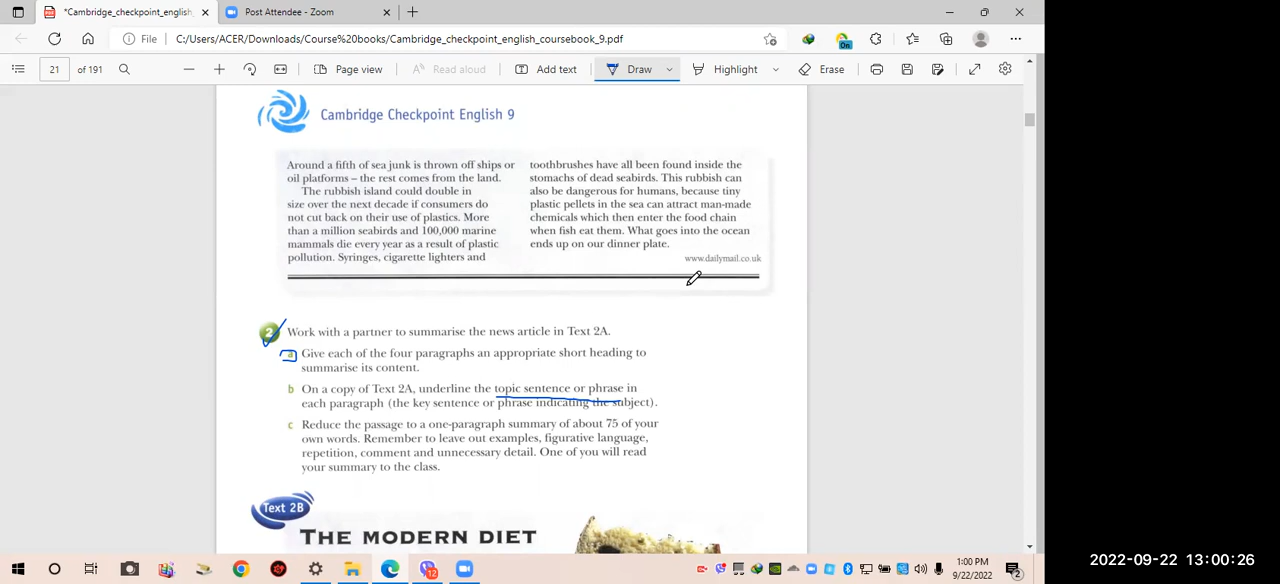 *Cambridge_checkpoint_english_
Post Attendee - Zoom
File
C:/Users/ACER/Downloads/Course%20books/Cambridge_checkpoint_english_coursebook_9.pdf
On
21
of 191
Page view
Read aloud
Add text
Draw
Highlight
Erase
Cambridge Checkpoint English 9
Around a fifth of sea junk is thrown off ships or
oil platforms – the rest comes from the land.
The rubbish island could double in
size over the next decade if consumers do
not cut back on their use of plastics. More
than a million seabirds and 100,000 marine
mammals die every year as a result of plastic
pollution. Syringes, cigarette lighters and
toothbrushes have all been found inside the
stomachs of dead seabirds. This rubbish can
also be dangerous for humans, because tiny
plastic pellets in the sea can attract man-made
chemicals which then enter the food chain
when fish eat them. What goes into the ocean
ends up on our dinner plate.
www.dailymail.co.uk
2 Work with a partner to summarise the news article in Text 2A.
a Give each of the four paragraphs an appropriate short heading to
summarise its content.
b On a copy of Text 2A, underline the topic sentence or phrase in
each paragraph (the key sentence or phrase indicating the subject).
c Reduce the passage to a one-paragraph summary of about 75 of your
own words. Remember to leave out examples, figurative language,
repetition, comment and unnecessary detail. One of you will read
your summary to the class.
Text 2B
THE MODERN DIET
12
1:00 PM
9/22/2022
2
2022-09-22 13:00:26